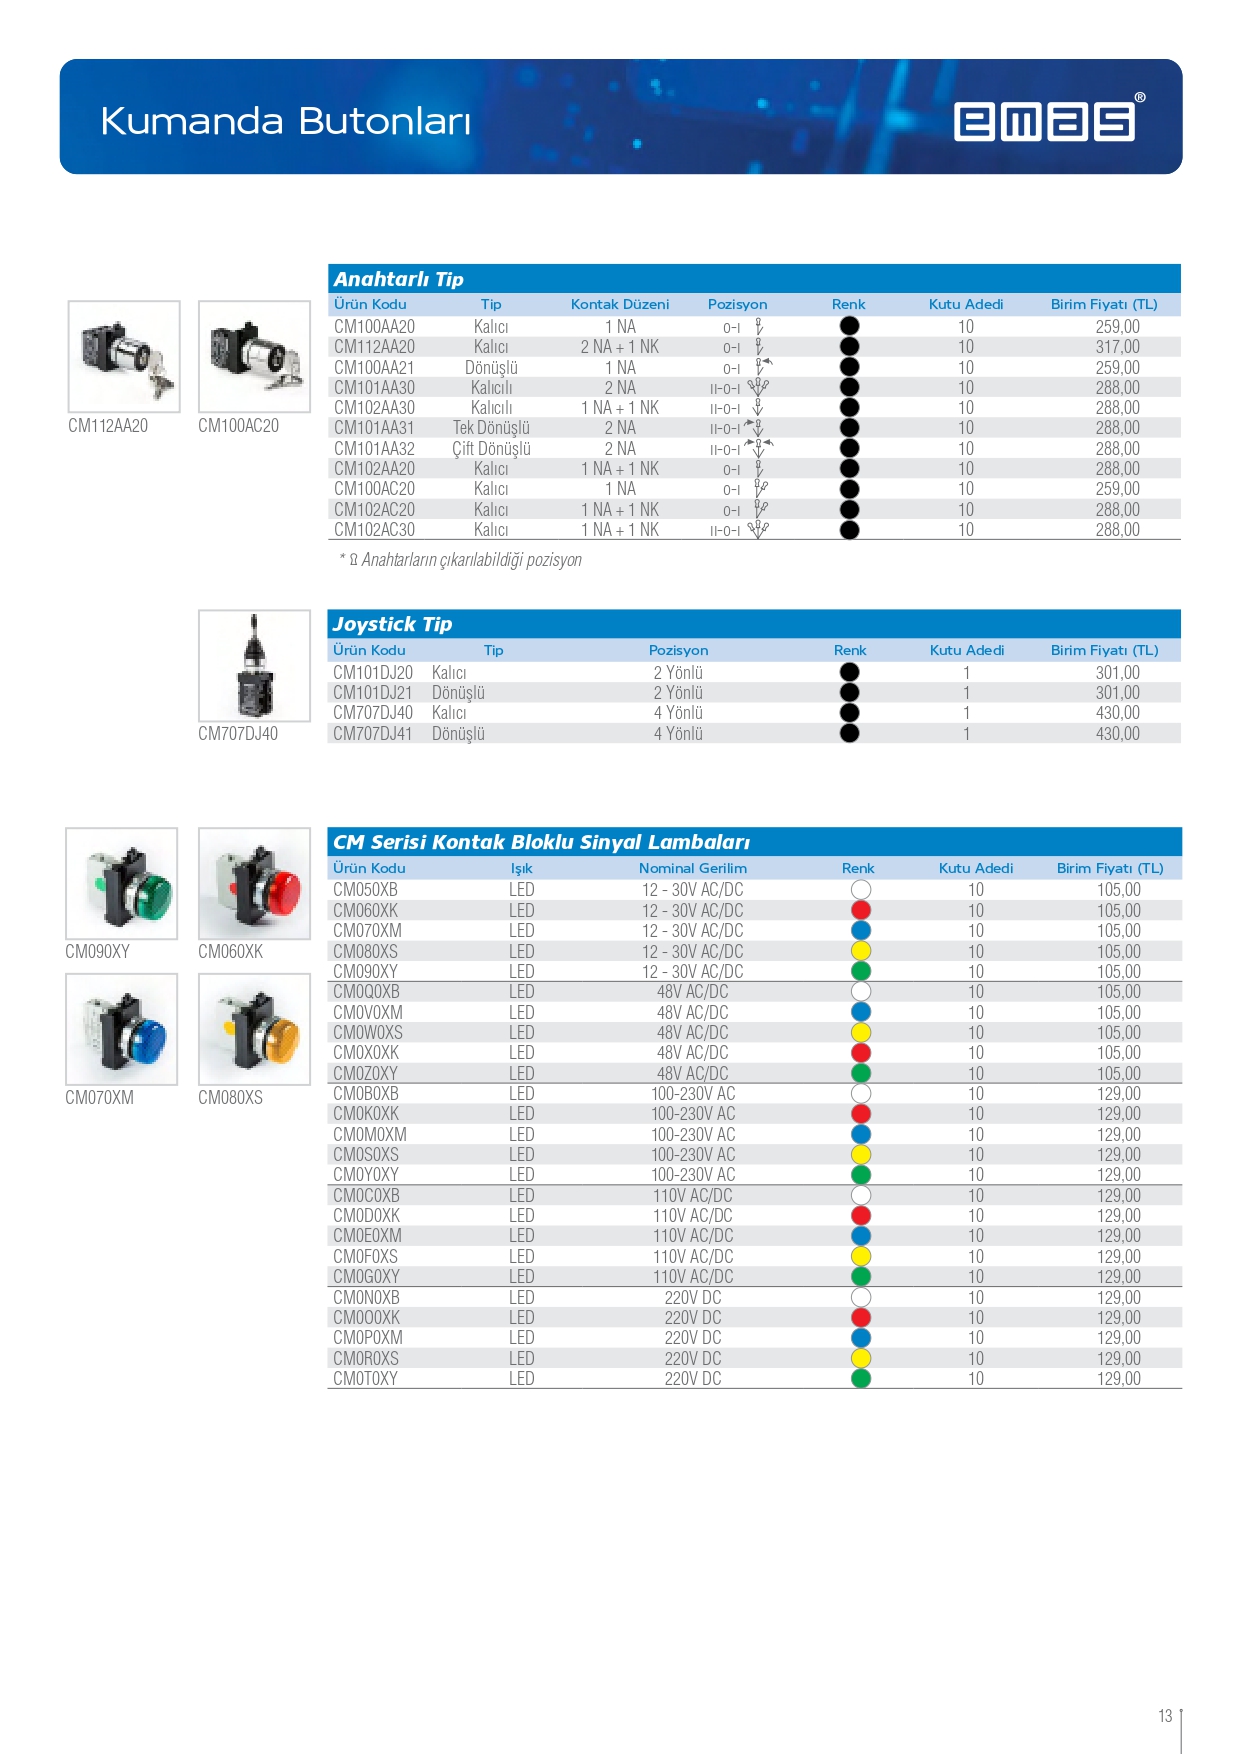 Kumanda Butonları
emas®
Anahtarlı Tip
Ürün Kodu Tip Kontak Düzeni Pozisyon Renk Kutu Adedi Birim Fiyatı (TL)
CM100AA20 Kalıcı 1 NA o-ı 10 259,00
CM112AA20 Kalıcı 2 NA + 1 NK o-ı 10 317,00
CM100AA21 Dönüşlü 1 NA o-ı 10 259,00
CM101AA30 Kalıcılı 2 NA ıı-o-ı 10 288,00
CM102AA30 Kalıcılı 1 NA + 1 NK ıı-o-ı 10 288,00
CM101AA31 Tek Dönüşlü 2 NA ıı-o-ı 10 288,00
CM101AA32 Çift Dönüşlü 2 NA ıı-o-ı 10 288,00
CM102AA20 Kalıcı 1 NA + 1 NK o-ı 10 288,00
CM100AC20 Kalıcı 1 NA o-ı 10 259,00
CM102AC20 Kalıcı 1 NA + 1 NK o-ı 10 288,00
CM102AC30 Kalıcı 1 NA + 1 NK ıı-o-ı 10 288,00
* Anahtarların çıkarılabildiği pozisyon
CM112AA20 CM100AC20
Joystick Tip
Ürün Kodu Tip Pozisyon Renk Kutu Adedi Birim Fiyatı (TL)
CM101DJ20 Kalıcı 2 Yönlü 1 301,00
CM101DJ21 Dönüşlü 2 Yönlü 1 301,00
CM707DJ40 Kalıcı 4 Yönlü 1 430,00
CM707DJ41 Dönüşlü 4 Yönlü 1 430,00
CM707DJ40
CM Serisi Kontak Bloklu Sinyal Lambaları
Ürün Kodu Işık Nominal Gerilim Renk Kutu Adedi Birim Fiyatı (TL)
CM050XB LED 12 - 30V AC/DC 10 105,00
CM060XK LED 12 - 30V AC/DC 10 105,00
CM070XM LED 12 - 30V AC/DC 10 105,00
CM080XS LED 12 - 30V AC/DC 10 105,00
CM090XY LED 12 - 30V AC/DC 10 105,00
CM0Q0XB LED 48V AC/DC 10 105,00
CM0V0XM LED 48V AC/DC 10 105,00
CM0W0XS LED 48V AC/DC 10 105,00
CM0X0XK LED 48V AC/DC 10 105,00
CM0Z0XY LED 48V AC/DC 10 105,00
CM0B0XB LED 100-230V AC 10 129,00
CM0K0XK LED 100-230V AC 10 129,00
CM0M0XM LED 100-230V AC 10 129,00
CM0S0XS LED 100-230V AC 10 129,00
CM0Y0XY LED 100-230V AC 10 129,00
CM0C0XB LED 110V AC/DC 10 129,00
CM0D0XK LED 110V AC/DC 10 129,00
CM0E0XM LED 110V AC/DC 10 129,00
CM0F0XS LED 110V AC/DC 10 129,00
CM0G0XY LED 110V AC/DC 10 129,00
CM0N0XB LED 220V DC 10 129,00
CM0O0XK LED 220V DC 10 129,00
CM0P0XM LED 220V DC 10 129,00
CM0R0XS LED 220V DC 10 129,00
CM0T0XY LED 220V DC 10 129,00
CM090XY CM060XK
CM070XM CM080XS
13